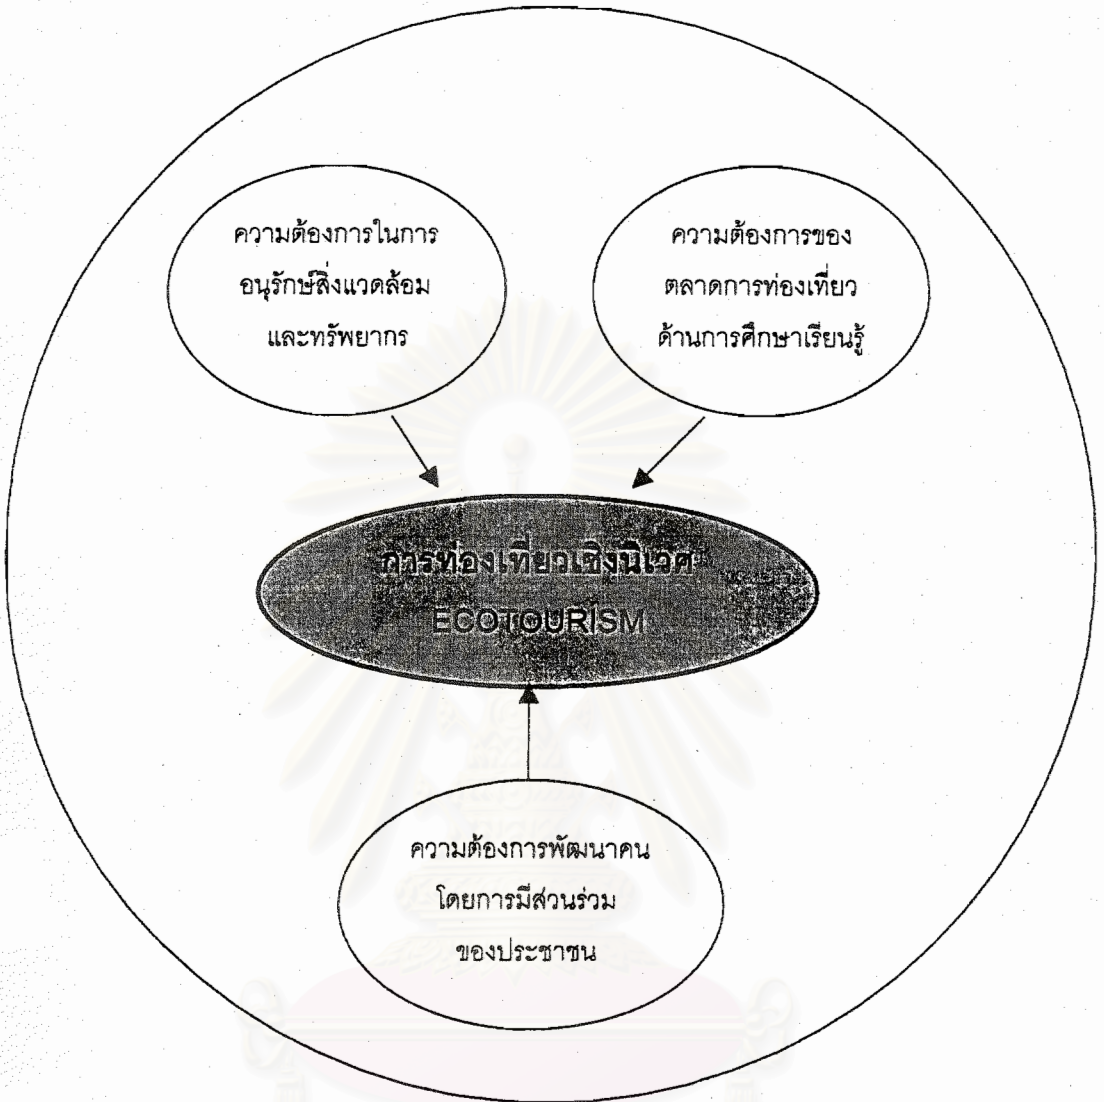 ความต้องการในการ
อนุรักษ์สิ่งแวดล้อม
และทรัพยากร
ความต้องการของ
ตลาดการท่องเที่ยว
ด้านการศึกษาเรียนรู้
การท่องเที่ยวเชิงนิเวศ
ECOTOURISM
ความต้องการพัฒนาคน
โดยการมีส่วนร่วม
ของประชาชน